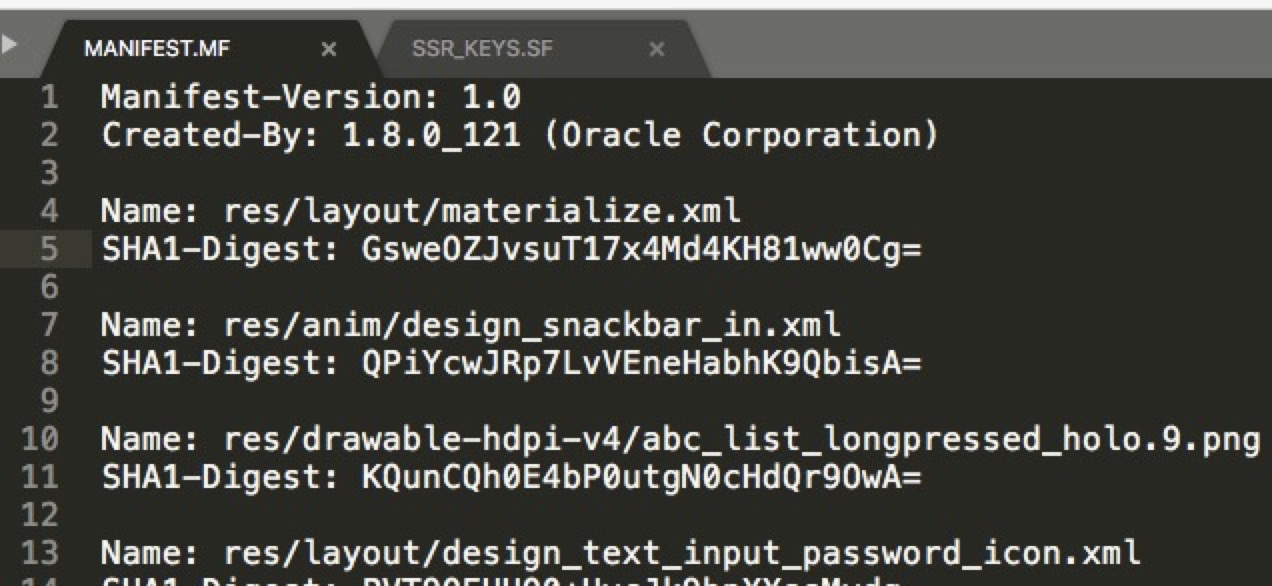 MANIFEST.MF × SSR_KEYS.SF ×
1 Manifest-Version: 1.0
2 Created-By: 1.8.0_121 (Oracle Corporation)
3
4 Name: res/layout/materialize.xml
5 SHA1-Digest: GsweOZJvsuT17x4Md4KH81ww0Cg=
6
7 Name: res/anim/design_snackbar_in.xml
8 SHA1-Digest: QPiYcwJRp7LvVEneHabhK9QbisA=
9
10 Name: res/drawable-hdpi-v4/abc_list_longpressed_holo.9.png
11 SHA1-Digest: KQunCQh0E4bP0utgN0cHdQr9OwA=
12
13 Name: res/layout/design_text_input_password_icon.xml
14 SHA1-Digest: